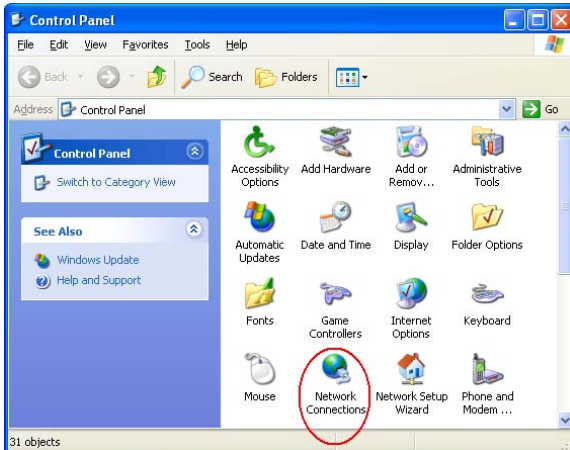 Control Panel
File Edit View Favorites Tools Help
Back Search Folders
Address Control Panel Go
Control Panel
Switch to Category View
See Also
Windows Update
Help and Support
Accessibility Options
Add Hardware
Add or Remov...
Administrative Tools
Automatic Updates
Date and Time
Display
Folder Options
Fonts
Game Controllers
Internet Options
Keyboard
Mouse
Network Connections
Network Setup Wizard
Phone and Modem ...
31 objects